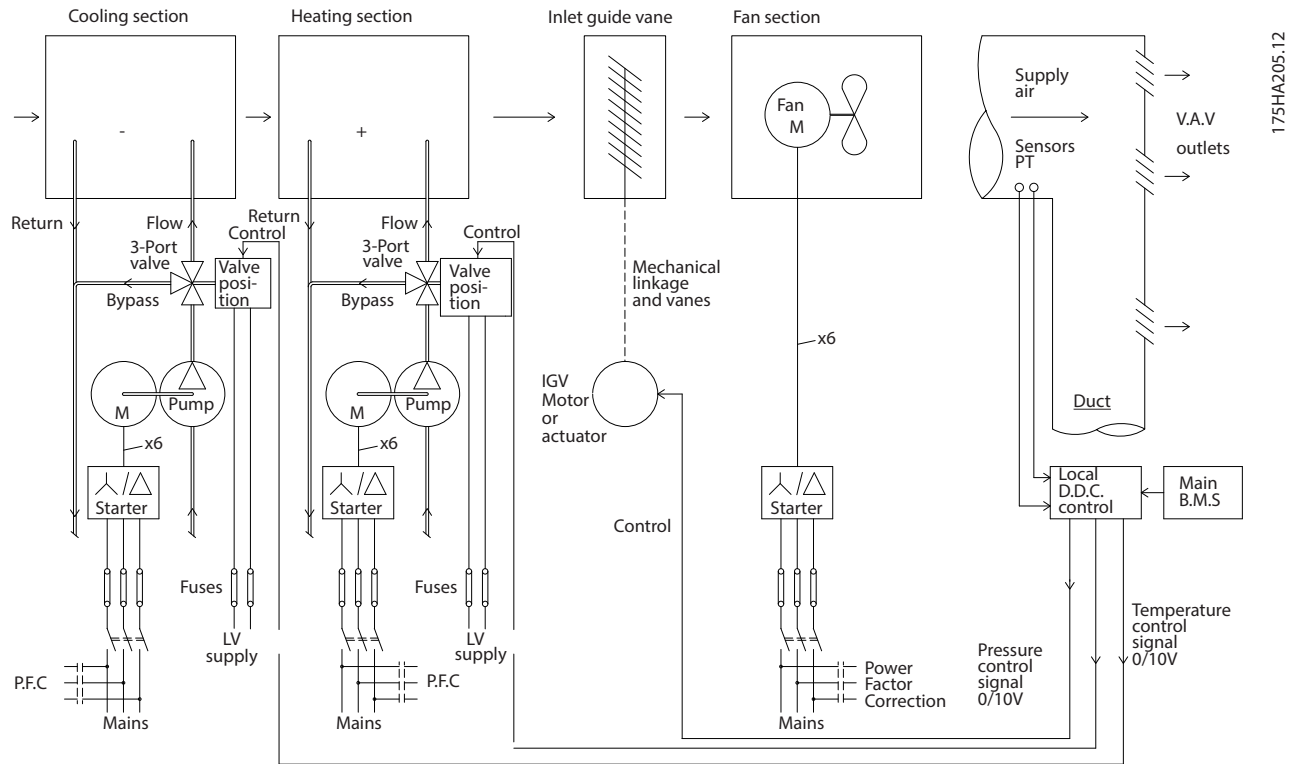 Cooling section
Heating section
Inlet guide vane
Fan section
175HA205.12
-
+
Fan
M
Supply
air
Sensors
PT
V.A.V
outlets
Return
Flow
3-Port
valve
Bypass
Control
Valve
posi-
tion
Return
Flow
3-Port
valve
Bypass
Control
Valve
posi-
tion
Mechanical
linkage
and vanes
x6
M
Pump
x6
M
Pump
x6
IGV
Motor
or
actuator
Duct
Starter
Starter
Starter
Local
D.D.C.
control
Main
B.M.S
Control
Fuses
Fuses
LV
supply
LV
supply
P.F.C
P.F.C
Mains
Mains
Mains
Power
Factor
Correction
Pressure
control
signal
0/10V
Temperature
control
signal
0/10V